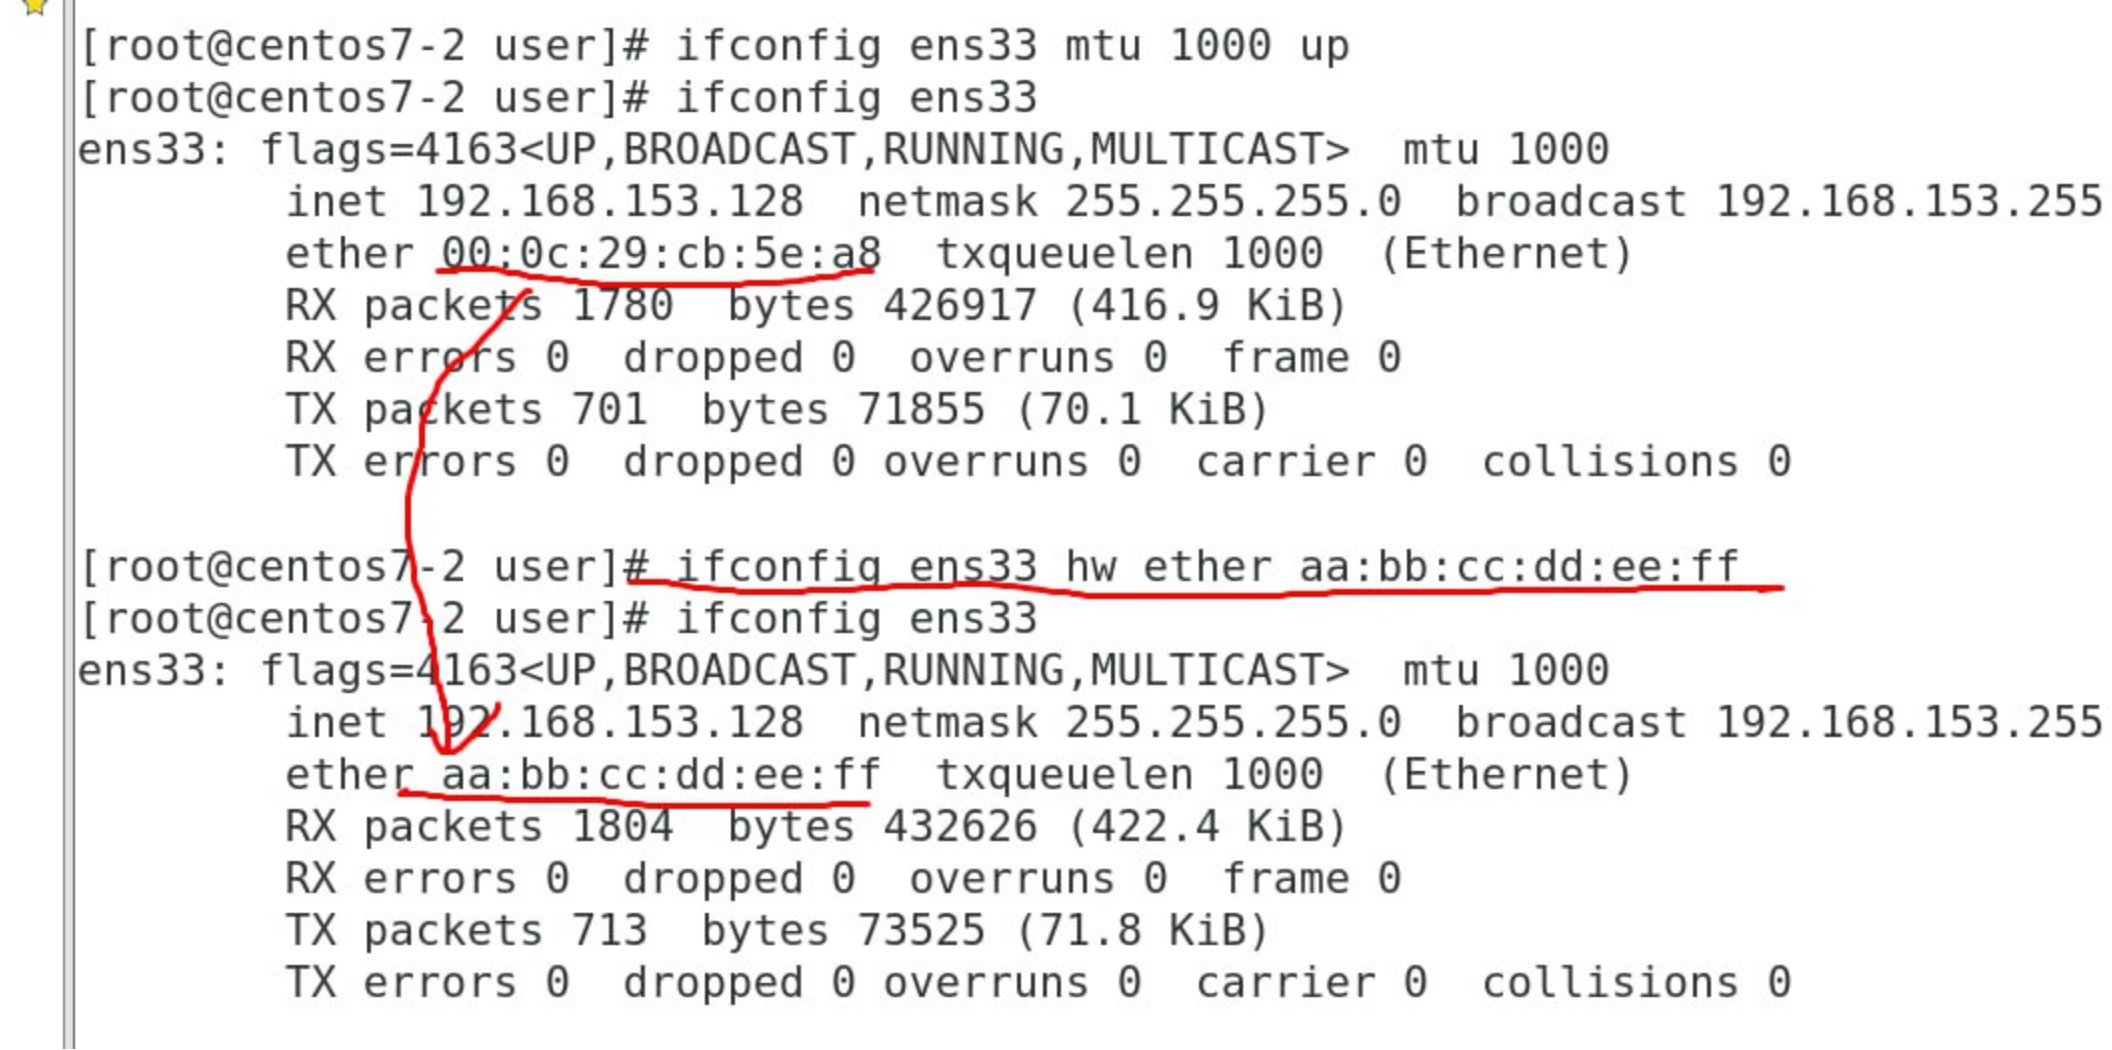 [root@centos7-2 user]# ifconfig ens33 mtu 1000 up
[root@centos7-2 user]# ifconfig ens33
ens33: flags=4163<UP,BROADCAST,RUNNING,MULTICAST>  mtu 1000
        inet 192.168.153.128  netmask 255.255.255.0  broadcast 192.168.153.255
        ether 00:0c:29:cb:5e:a8  txqueuelen 1000  (Ethernet)
        RX packets 1780  bytes 426917 (416.9 KiB)
        RX errors 0  dropped 0  overruns 0  frame 0
        TX packets 701  bytes 71855 (70.1 KiB)
        TX errors 0  dropped 0 overruns 0  carrier 0  collisions 0
[root@centos7-2 user]# ifconfig ens33 hw ether aa:bb:cc:dd:ee:ff
[root@centos7-2 user]# ifconfig ens33
ens33: flags=4163<UP,BROADCAST,RUNNING,MULTICAST>  mtu 1000
        inet 192.168.153.128  netmask 255.255.255.0  broadcast 192.168.153.255
        ether aa:bb:cc:dd:ee:ff  txqueuelen 1000  (Ethernet)
        RX packets 1804  bytes 432626 (422.4 KiB)
        RX errors 0  dropped 0  overruns 0  frame 0
        TX packets 713  bytes 73525 (71.8 KiB)
        TX errors 0  dropped 0 overruns 0  carrier 0  collisions 0